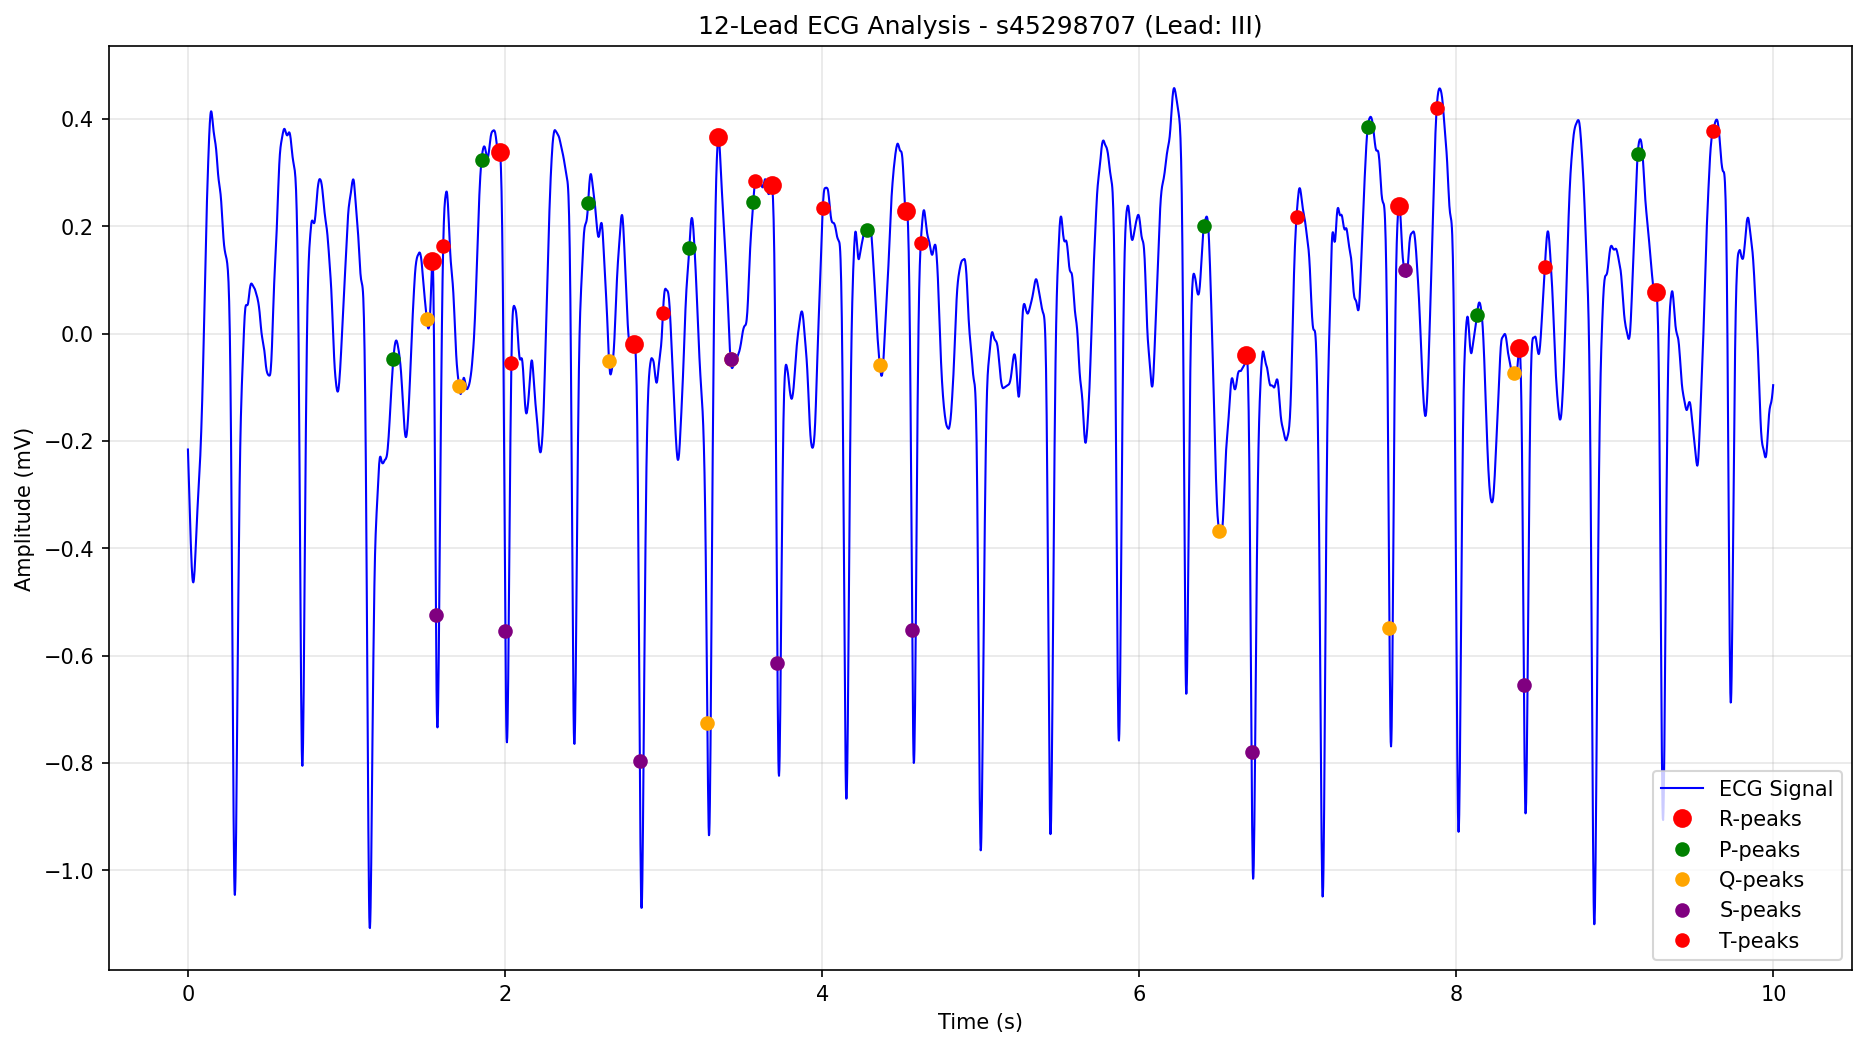 12-Lead ECG Analysis - s45298707 (Lead: III)
0.4
0.2
0.0
−0.2
−0.4
−0.6
−0.8
−1.0
Amplitude (mV)
0 2 4 6 8 10
Time (s)
ECG Signal
R-peaks
P-peaks
Q-peaks
S-peaks
T-peaks